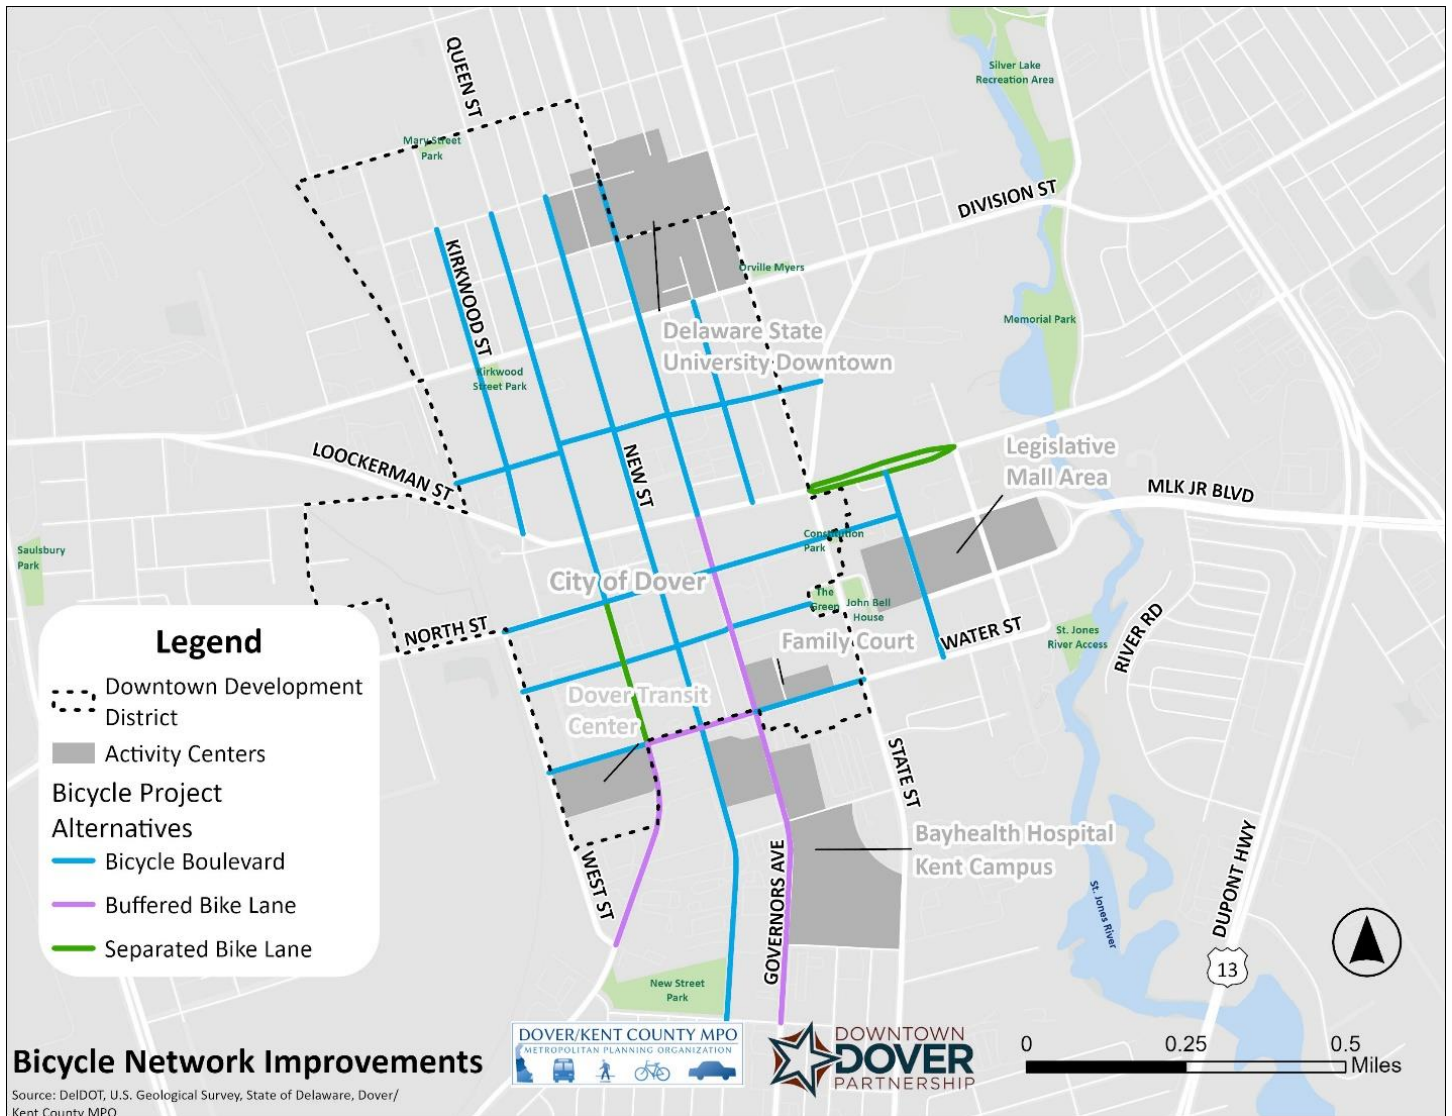 QUEEN ST
Silver Lake
Recreation Area
Mary Street
Park
DIVISION ST
KIRKWOOD ST
Orville Myers
Memorial Park
Delaware State
University Downtown
Kirkwood
Street Park
LOOCKERMAN ST
NEW ST
Legislative
Mall Area
MLK JR BLVD
Constitution
Park
Saulsbury
Park
City of Dover
The
Green
John Bell
House
NORTH ST
WATER ST
St. Jones
River Access
RIVER RD
Family Court
Dover Transit
Center
STATE ST
Bayhealth Hospital
Kent Campus
WEST ST
GOVERNORS AVE
DUPONT HWY
St. Jones River
13
New Street
Park
Legend
Downtown Development
District
Activity Centers
Bicycle Project
Alternatives
Bicycle Boulevard
Buffered Bike Lane
Separated Bike Lane
DOVER/KENT COUNTY MPO
METROPOLITAN PLANNING ORGANIZATION
DOWNTOWN
DOVER
PARTNERSHIP
0 0.25 0.5
Miles
Bicycle Network Improvements
Source: DelDOT, U.S. Geological Survey, State of Delaware, Dover/
Kent County MPO